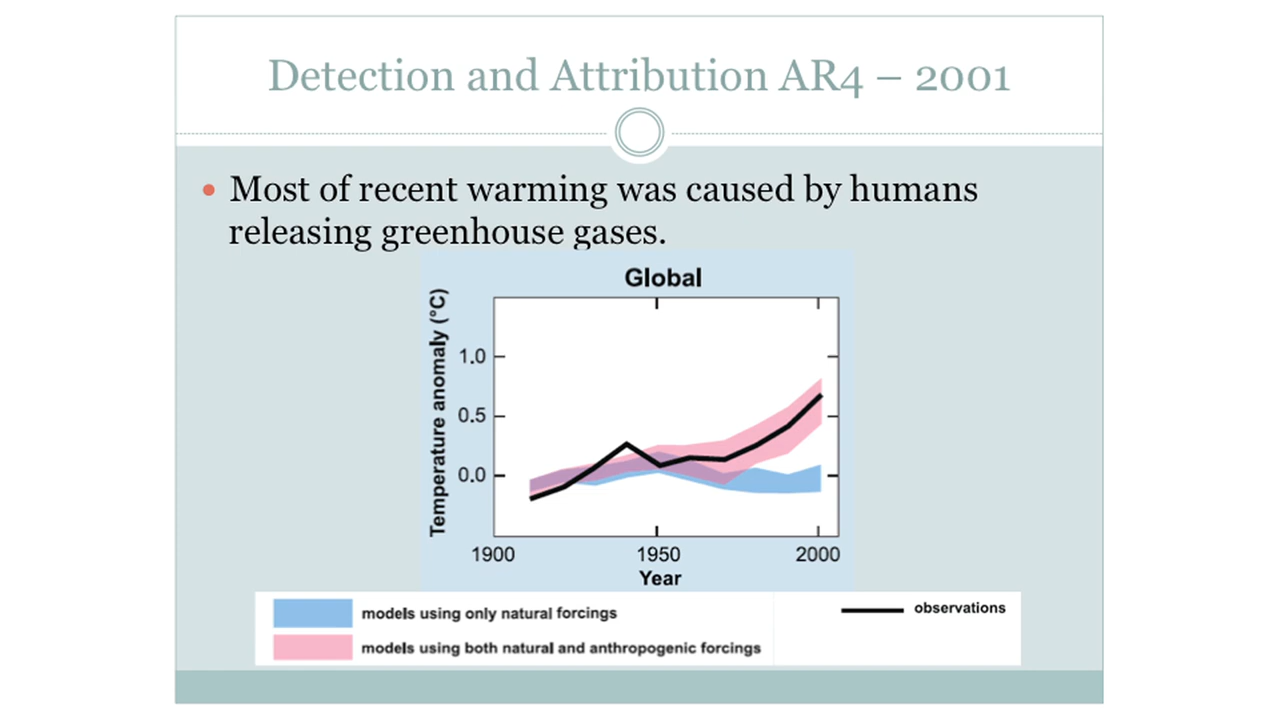 Detection and Attribution AR4 – 2001
• Most of recent warming was caused by humans
releasing greenhouse gases.
Global
Temperature anomaly (°C)
1.0
0.5
0.0
1900 1950 2000
Year
models using only natural forcings
observations
models using both natural and anthropogenic forcings